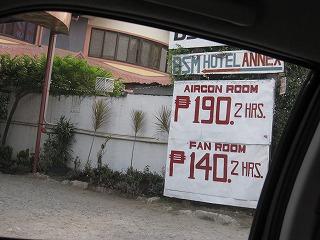 BSM HOTEL ANNEX
AIRCON ROOM
₱190. 2 HRS.
FAN ROOM
₱140. 2 HRS.